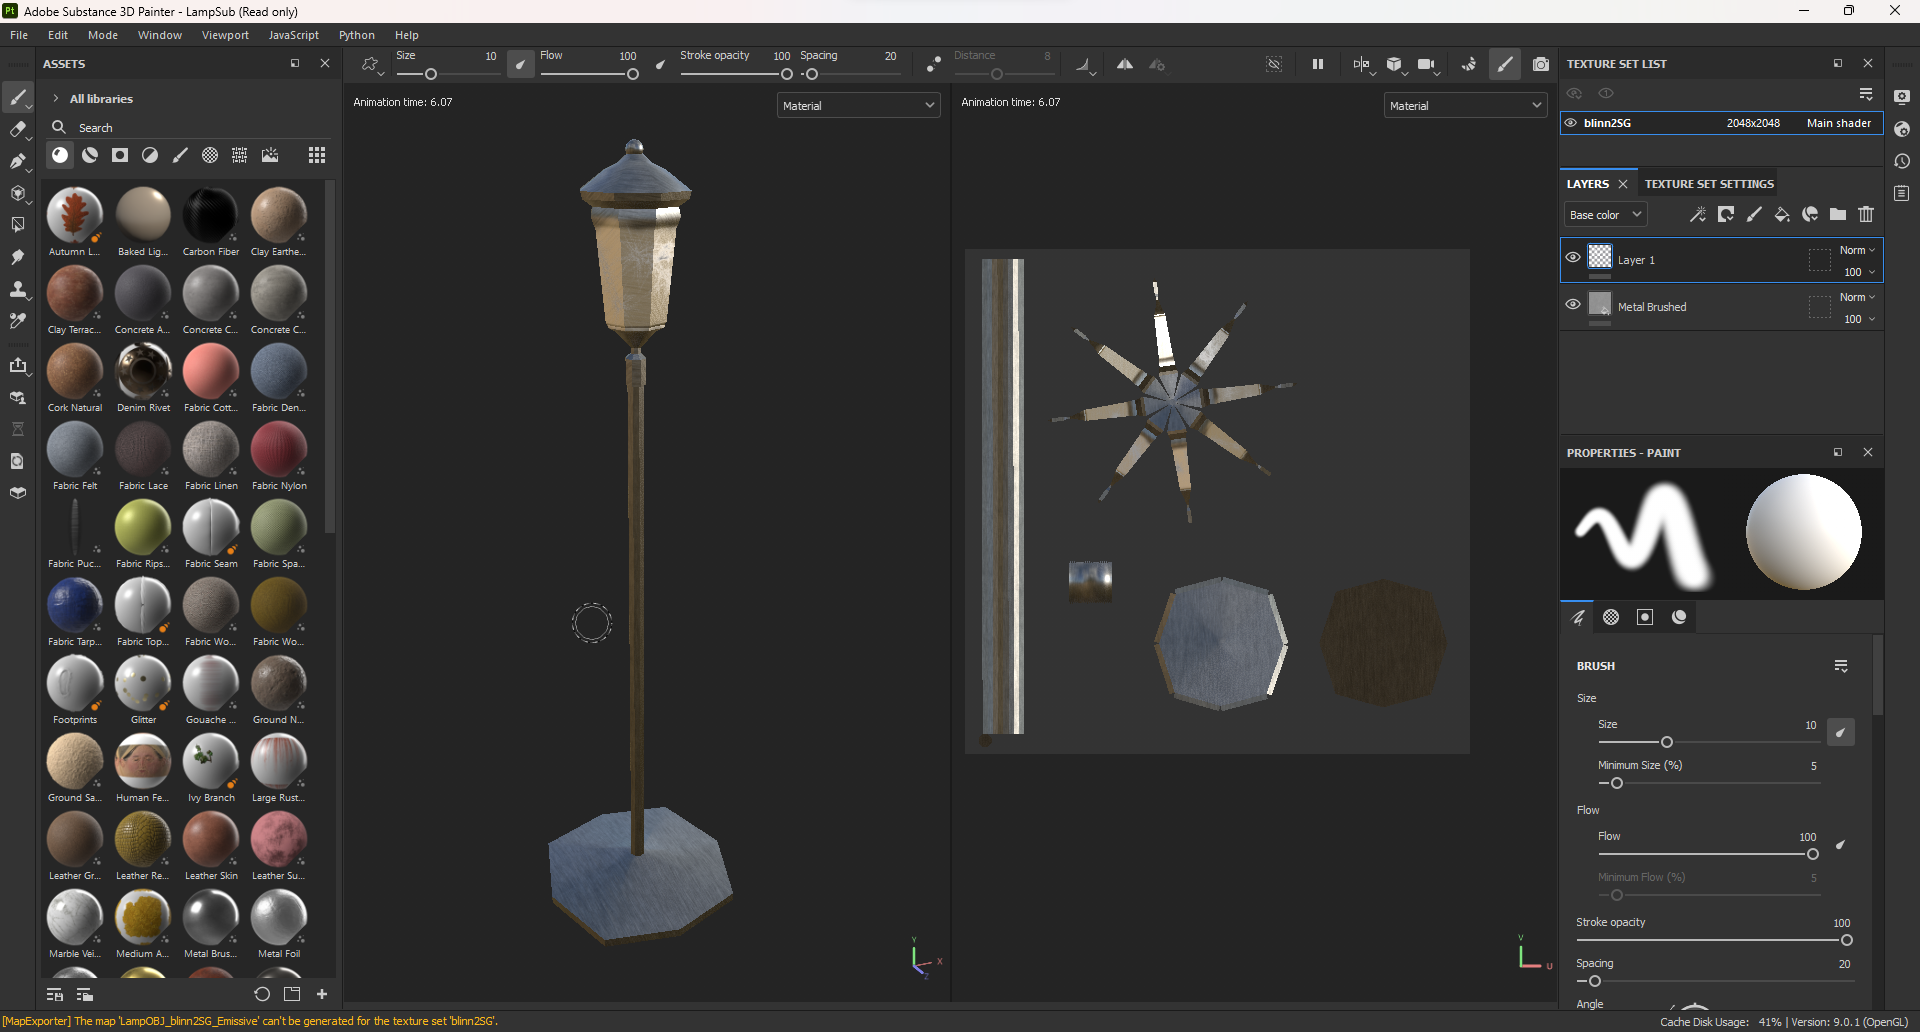 Pt Adobe Substance 3D Painter - LampSub (Read only)
File Edit Mode Window Viewport JavaScript Python Help
ASSETS
All libraries
Search
Autumn L... Baked Lig... Carbon Fiber Clay Earthe...
Clay Terrac... Concrete A... Concrete C... Concrete C...
Cork Natural Denim Rivet Fabric Cott... Fabric Den...
Fabric Felt Fabric Lace Fabric Linen Fabric Nylon
Fabric Puc... Fabric Rips... Fabric Seam Fabric Spa...
Fabric Tarp... Fabric Top... Fabric Wo... Fabric Wo...
Footprints Glitter Gouache ... Ground N...
Ground Sa... Human Fe... Ivy Branch Large Rust...
Leather Gr... Leather Re... Leather Skin Leather Su...
Marble Vei... Medium A... Metal Brus... Metal Foil
Size 10 Flow 100 Stroke opacity 100 Spacing 20 Distance 8
Animation time: 6.07
Material
Y
X
Z
Animation time: 6.07
Material
V
U
TEXTURE SET LIST
blinn2SG 2048x2048 Main shader
LAYERS TEXTURE SET SETTINGS
Base color
Layer 1 Norm
100
Metal Brushed Norm
100
PROPERTIES - PAINT
BRUSH
Size
Size 10
Minimum Size (%) 5
Flow
Flow 100
Minimum Flow (%) 5
Stroke opacity 100
Spacing 20
Angle
[MapExporter] The map 'LampOBJ_blinn2SG_Emissive' can't be generated for the texture set 'blinn2SG'.
Cache Disk Usage: 41% | Version: 9.0.1 (OpenGL)